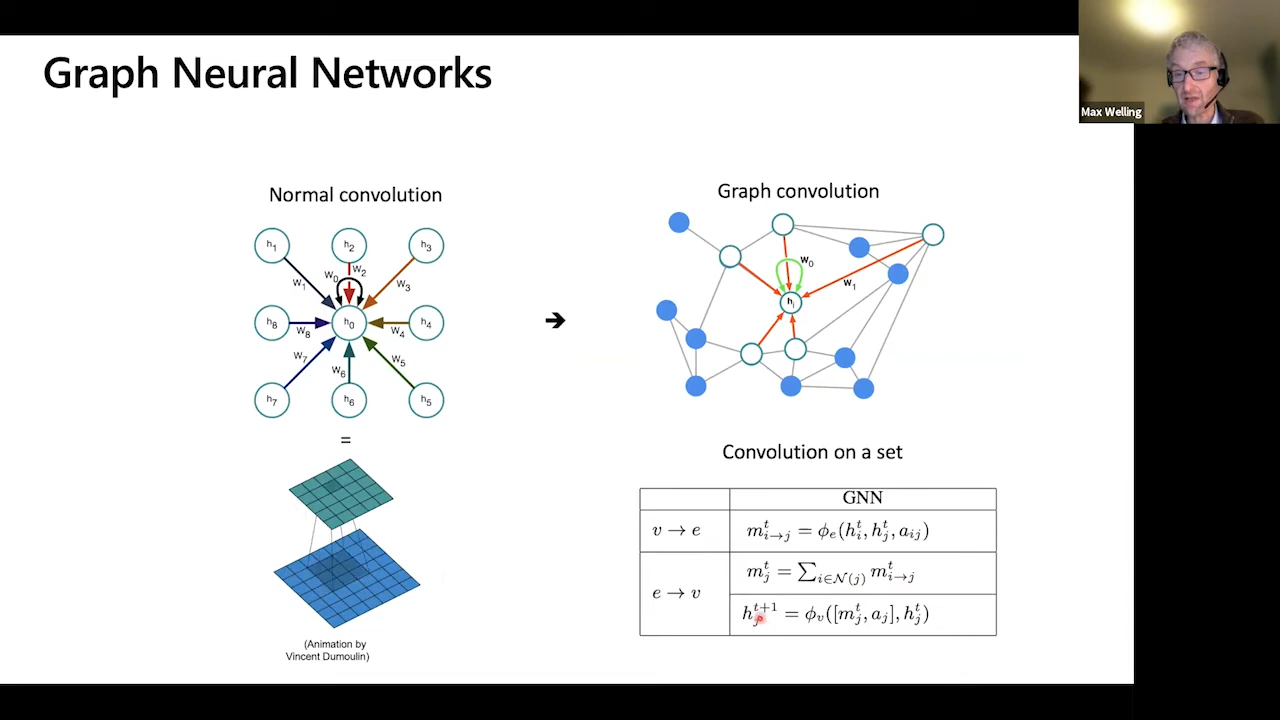 Graph Neural Networks
Max Welling
Normal convolution
h1 h2 h3
w0 w2
w1 w3
h8 h0 h4
w8 w4
w7 w5
w6
h7 h6 h5
=
(Animation by
Vincent Dumoulin)
➔
Graph convolution
w0
w1
hi
Convolution on a set
GNN
v → e m^t_{i→j} = ϕ_e(h^t_i, h^t_j, a_{ij})
e → v m^t_j = ∑_{i∈N(j)} m^t_{i→j}
h^{t+1}_j = ϕ_v([m^t_j, a_j], h^t_j)